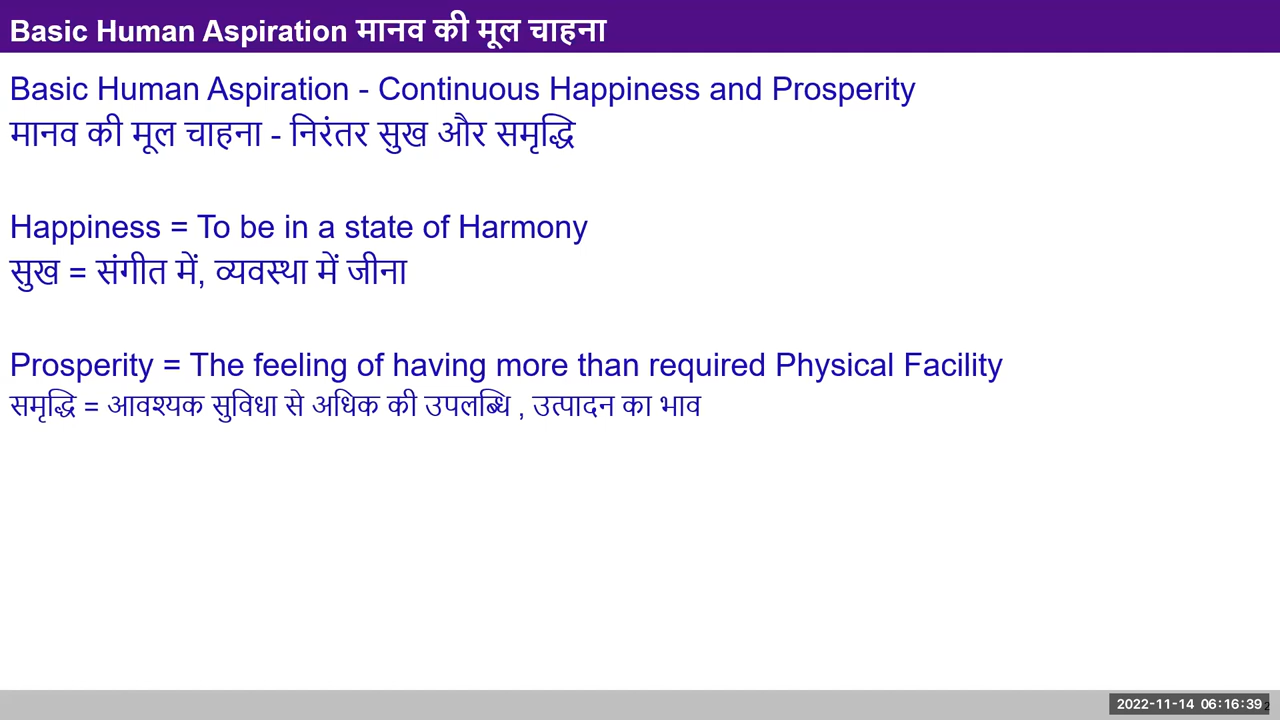 Basic Human Aspiration मानव की मूल चाहना
Basic Human Aspiration - Continuous Happiness and Prosperity
मानव की मूल चाहना - निरंतर सुख और समृद्धि
Happiness = To be in a state of Harmony
सुख = संगीत में, व्यवस्था में जीना
Prosperity = The feeling of having more than required Physical Facility
समृद्धि = आवश्यक सुविधा से अधिक की उपलब्धि , उत्पादन का भाव
2022-11-14 06:16:39
2